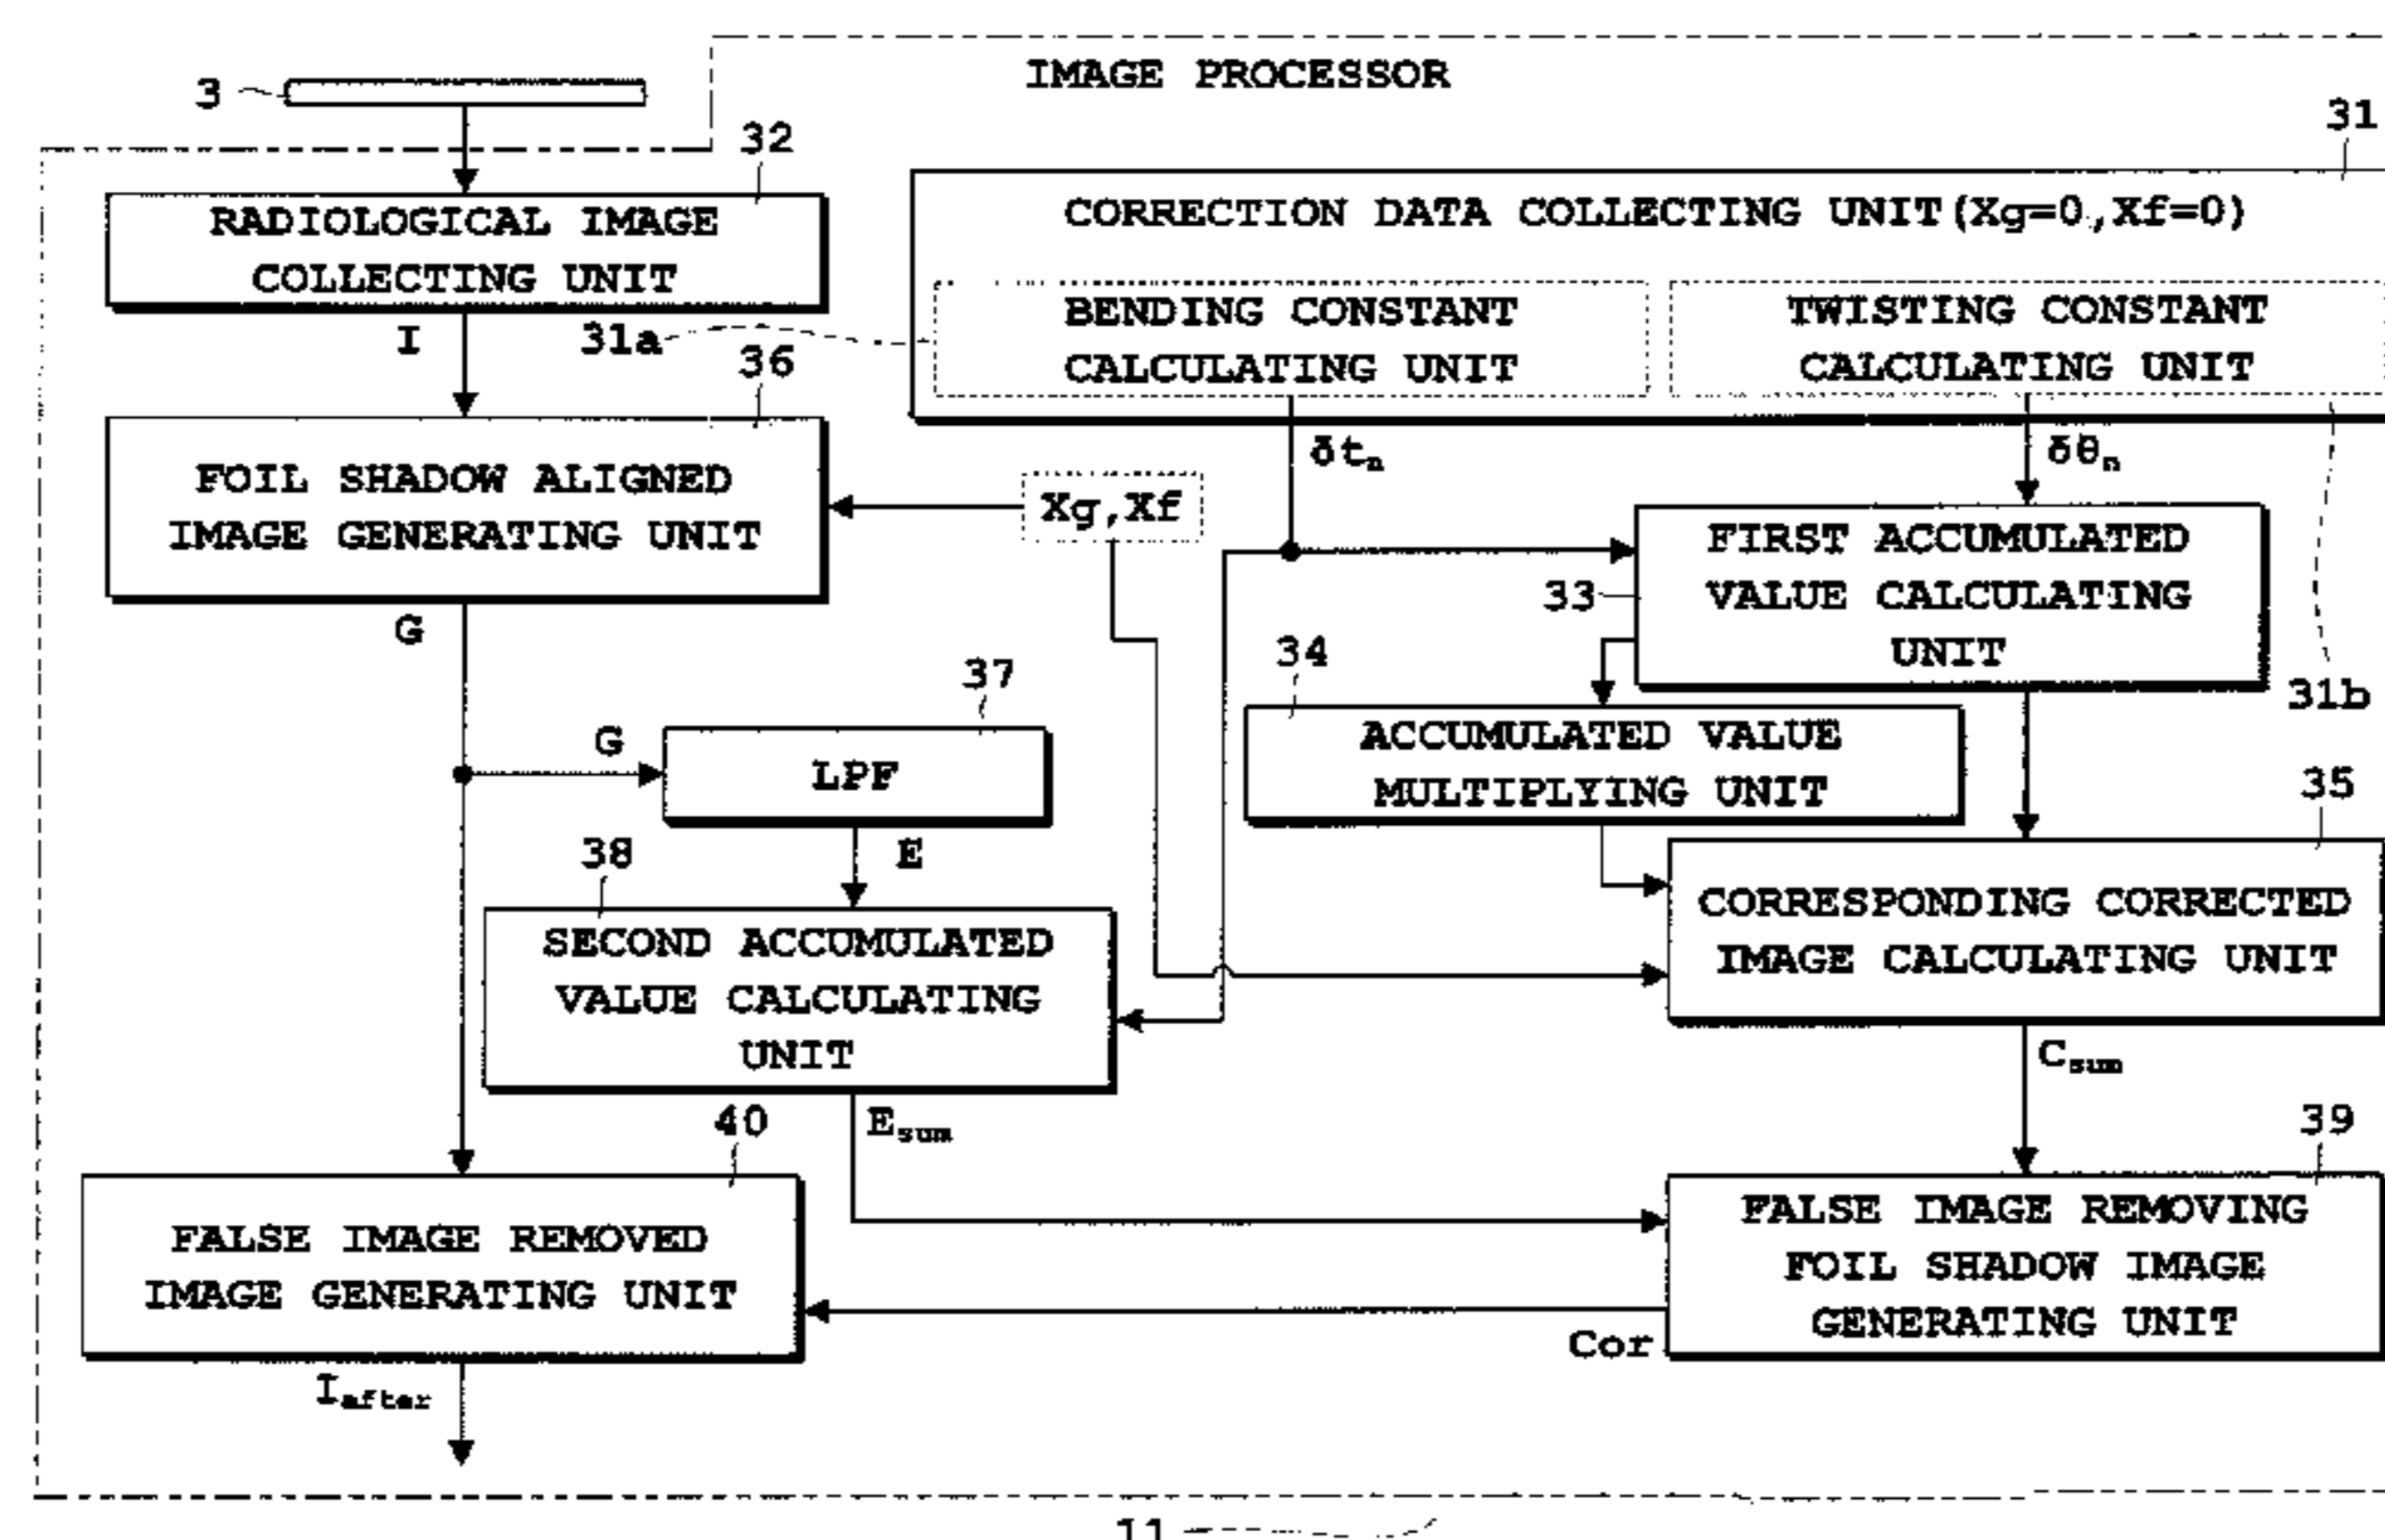 IMAGE PROCESSOR
3
32
31
RADIOLOGICAL IMAGE
COLLECTING UNIT
CORRECTION DATA COLLECTING UNIT(Xg=0,Xf=0)
I
31a
BENDING CONSTANT
CALCULATING UNIT
TWISTING CONSTANT
CALCULATING UNIT
36
FOIL SHADOW ALIGNED
IMAGE GENERATING UNIT
Xg,Xf
δtn
δθn
G
33
FIRST ACCUMULATED
VALUE CALCULATING
UNIT
31b
34
ACCUMULATED VALUE
MULTIPLYING UNIT
G
37
LPF
E
35
CORRESPONDING CORRECTED
IMAGE CALCULATING UNIT
38
SECOND ACCUMULATED
VALUE CALCULATING
UNIT
Csum
Esum
40
39
FALSE IMAGE REMOVED
IMAGE GENERATING UNIT
FALSE IMAGE REMOVING
FOIL SHADOW IMAGE
GENERATING UNIT
Cor
Iafter
11